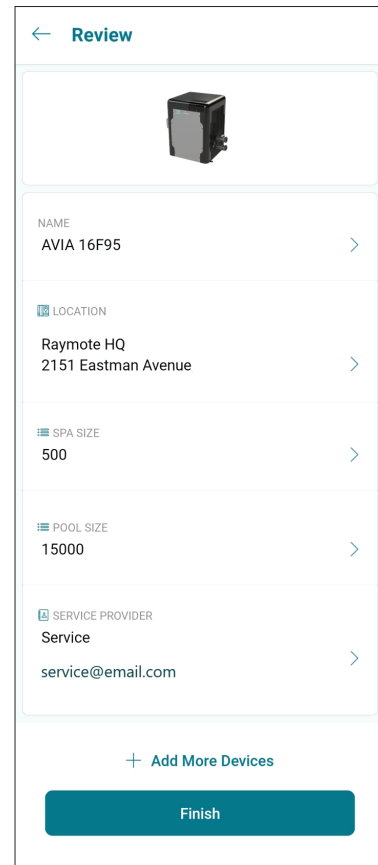 Review
NAME
AVIA 16F95
LOCATION
Raymote HQ
2151 Eastman Avenue
SPA SIZE
500
POOL SIZE
15000
SERVICE PROVIDER
Service
service@email.com
Add More Devices
Finish